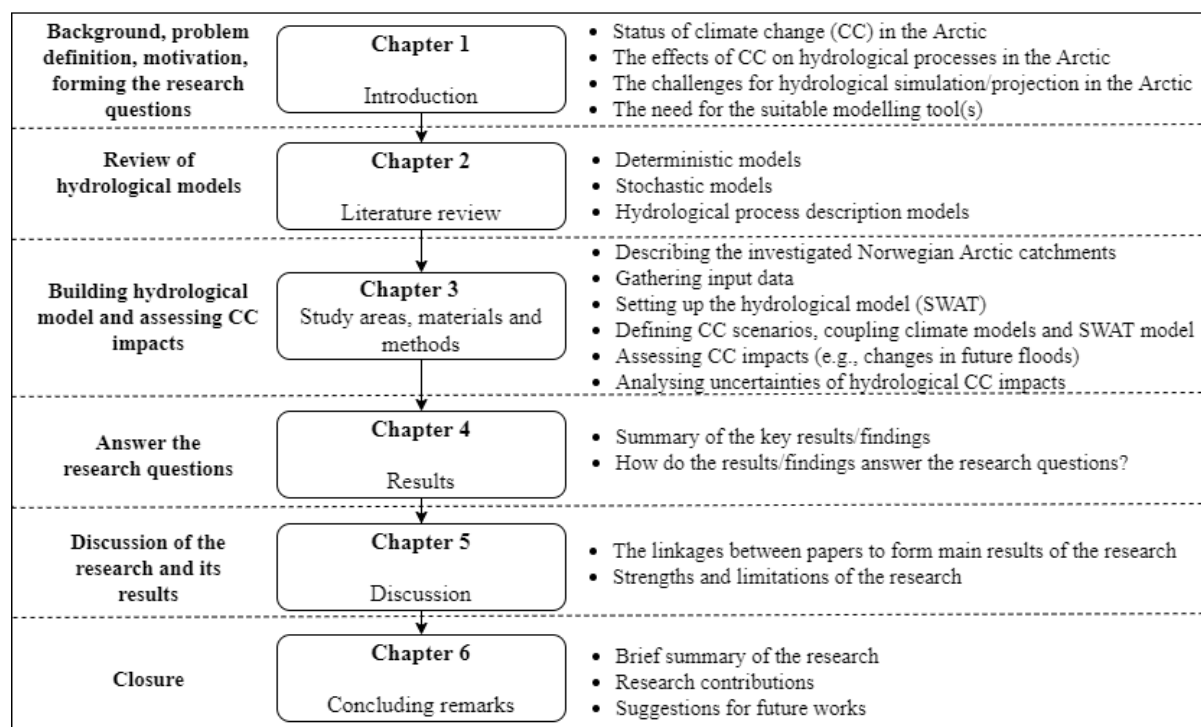 Background, problem
definition, motivation,
forming the research
questions
Chapter 1
Introduction
• Status of climate change (CC) in the Arctic
• The effects of CC on hydrological processes in the Arctic
• The challenges for hydrological simulation/projection in the Arctic
• The need for the suitable modelling tool(s)
Review of
hydrological models
Chapter 2
Literature review
• Deterministic models
• Stochastic models
• Hydrological process description models
Building hydrological
model and assessing CC
impacts
Chapter 3
Study areas, materials and
methods
• Describing the investigated Norwegian Arctic catchments
• Gathering input data
• Setting up the hydrological model (SWAT)
• Defining CC scenarios, coupling climate models and SWAT model
• Assessing CC impacts (e.g., changes in future floods)
• Analysing uncertainties of hydrological CC impacts
Answer the
research questions
Chapter 4
Results
• Summary of the key results/findings
• How do the results/findings answer the research questions?
Discussion of the
research and its
results
Chapter 5
Discussion
• The linkages between papers to form main results of the research
• Strengths and limitations of the research
Closure
Chapter 6
Concluding remarks
• Brief summary of the research
• Research contributions
• Suggestions for future works